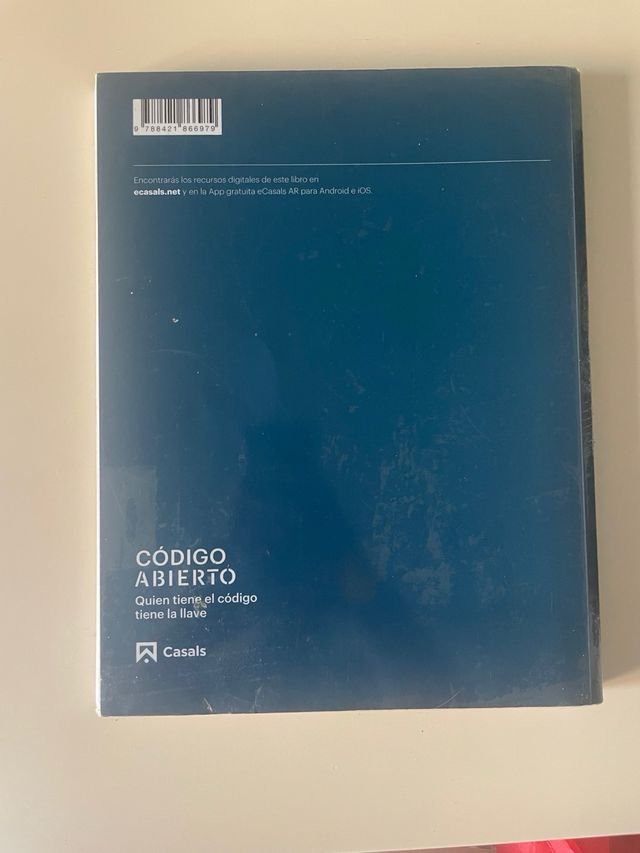 9 788421 866979
Encontrarás los recursos digitales de este libro en
ecasals.net y en la App gratuita eCasals AR para Android e iOS.
CÓDIGO
ABIERTO
Quien tiene el código
tiene la llave
Casals